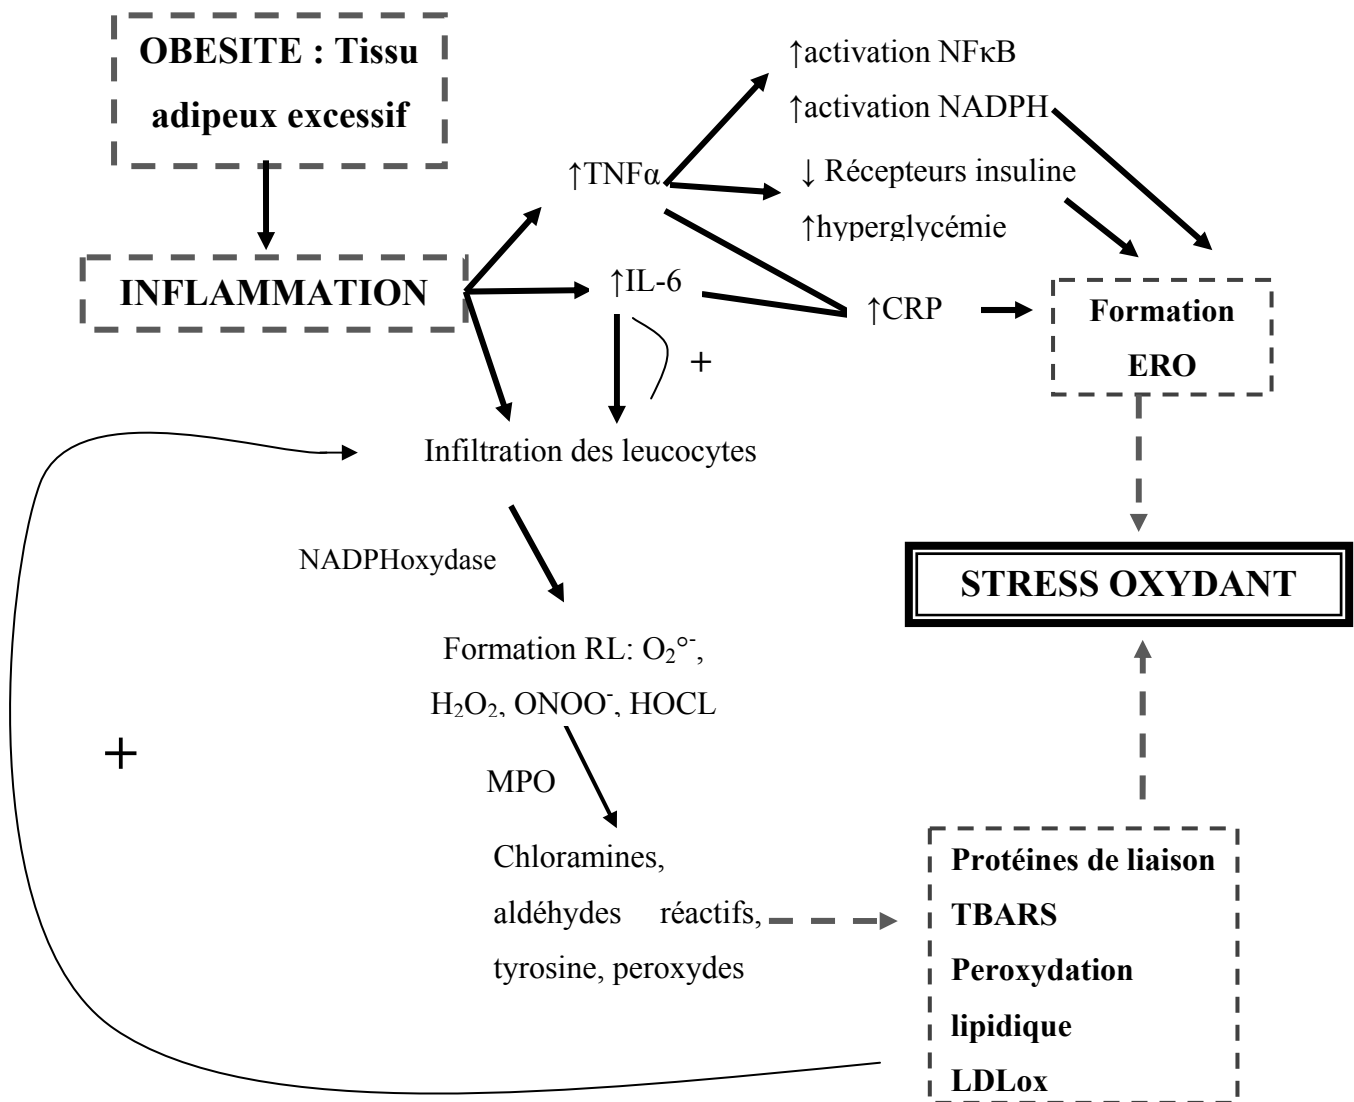 OBESITE : Tissu
adipeux excessif
↑activation NFκB
↑activation NADPH
↑TNFα
↓ Récepteurs insuline
↑hyperglycémie
INFLAMMATION
↑IL-6
↑CRP
Formation
ERO
+
Infiltration des leucocytes
NADPHoxydase
STRESS OXYDANT
Formation RL: O₂°⁻,
H₂O₂, ONOO⁻, HOCL
+
MPO
Chloramines,
aldéhydes réactifs,
tyrosine, peroxydes
Protéines de liaison
TBARS
Peroxydation
lipidique
LDLox